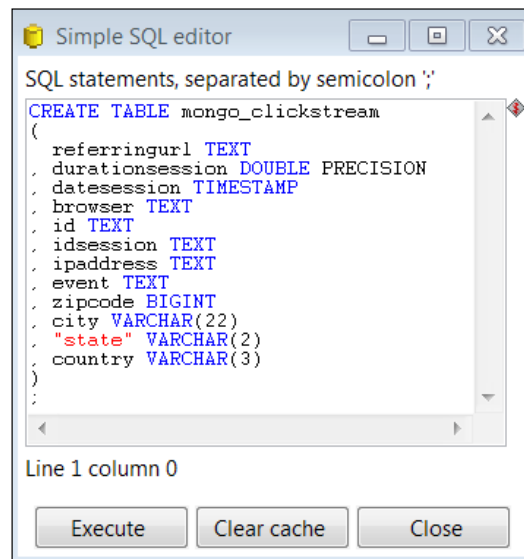 Simple SQL editor
SQL statements, separated by semicolon ';'
CREATE TABLE mongo_clickstream
(
  referringurl TEXT
, durationsession DOUBLE PRECISION
, datesession TIMESTAMP
, browser TEXT
, id TEXT
, idsession TEXT
, ipaddress TEXT
, event TEXT
, zipcode BIGINT
, city VARCHAR(22)
, "state" VARCHAR(2)
, country VARCHAR(3)
)
;
Line 1 column 0
Execute Clear cache Close